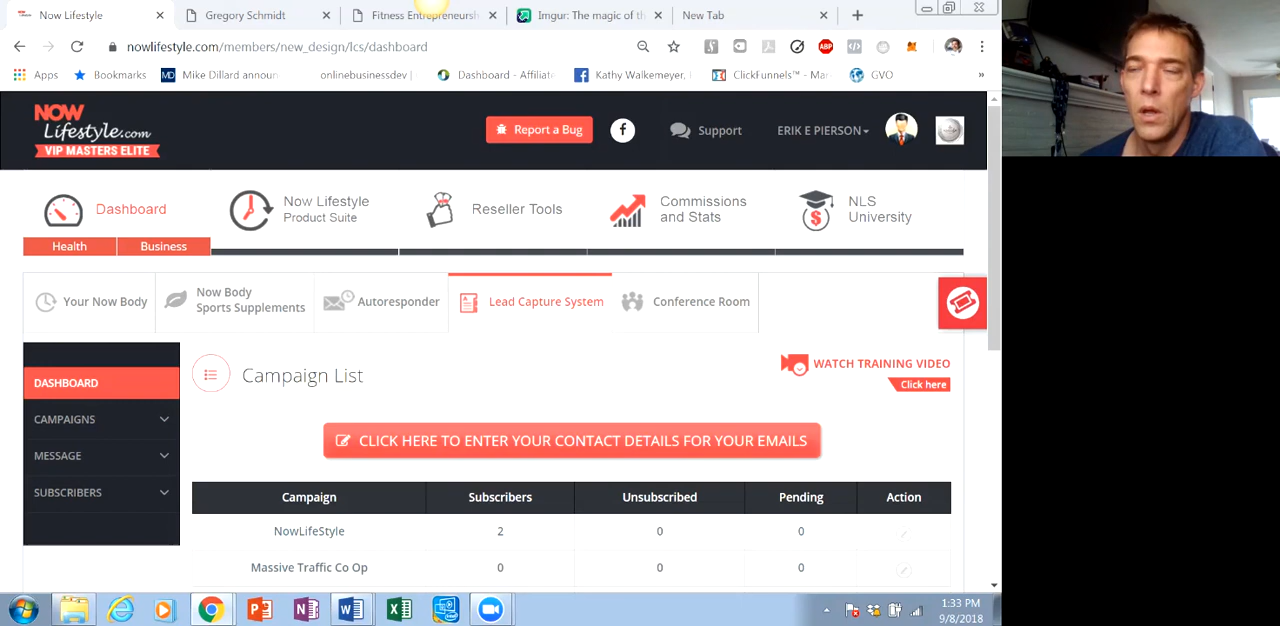 Now Lifestyle
Gregory Schmidt
Fitness Entrepreneursh
Imgur: The magic of th
New Tab
nowlifestyle.com/members/new_design/lcs/dashboard
ABP
Apps
Bookmarks
MD Mike Dillard announ
onlinebusinessdev |
Dashboard - Affiliate
Kathy Walkemeyer,
ClickFunnels™ - Mar
GVO
»
NOW
Lifestyle.com
VIP MASTERS ELITE
Report a Bug
Support
ERIK E PIERSON
Dashboard
Now Lifestyle
Product Suite
Reseller Tools
Commissions
and Stats
NLS
University
Health
Business
Your Now Body
Now Body
Sports Supplements
Autoresponder
Lead Capture System
Conference Room
DASHBOARD
CAMPAIGNS
MESSAGE
SUBSCRIBERS
Campaign List
WATCH TRAINING VIDEO
Click here
CLICK HERE TO ENTER YOUR CONTACT DETAILS FOR YOUR EMAILS
Campaign Subscribers Unsubscribed Pending Action
NowLifeStyle 2 0 0
Massive Traffic Co Op 0 0 0
1:33 PM
9/8/2018